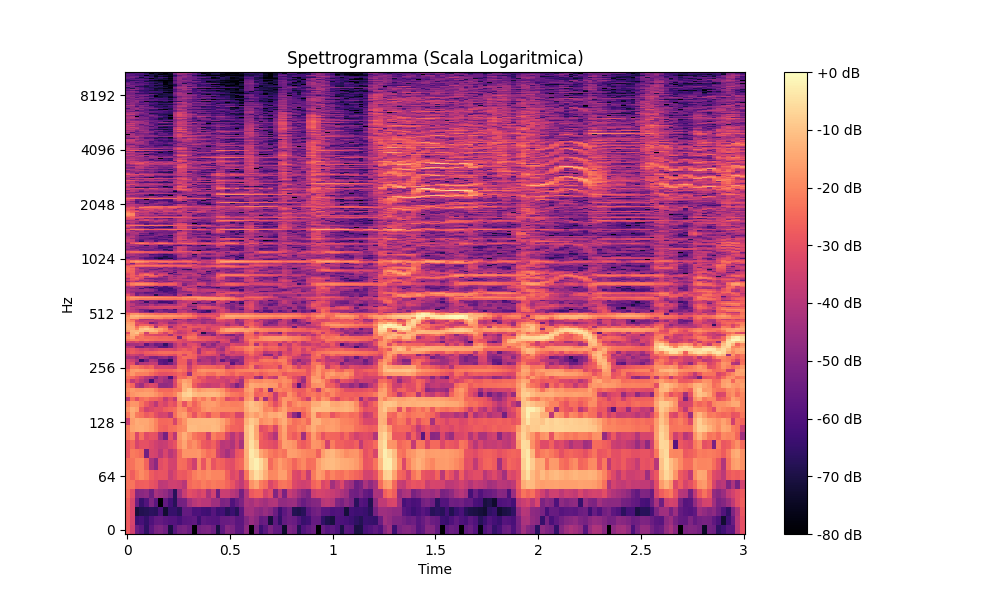 Spettrogramma (Scala Logaritmica)
8192
4096
2048
1024
512
256
128
64
0
Hz
0
0.5
1
1.5
2
2.5
3
Time
+0 dB
-10 dB
-20 dB
-30 dB
-40 dB
-50 dB
-60 dB
-70 dB
-80 dB